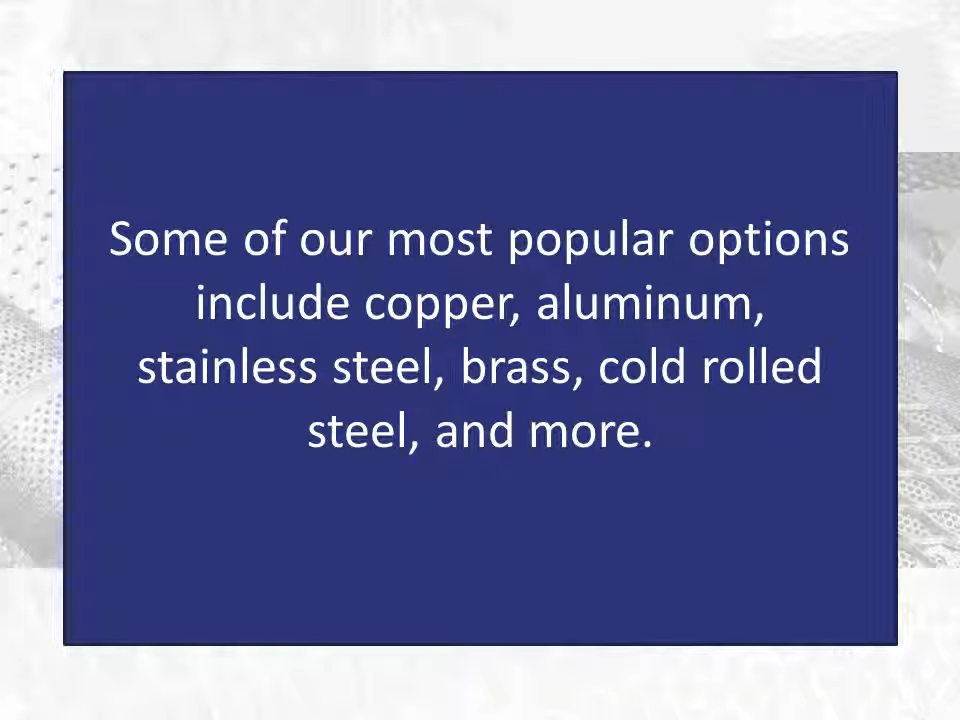 Some of our most popular options
include copper, aluminum,
stainless steel, brass, cold rolled
steel, and more.